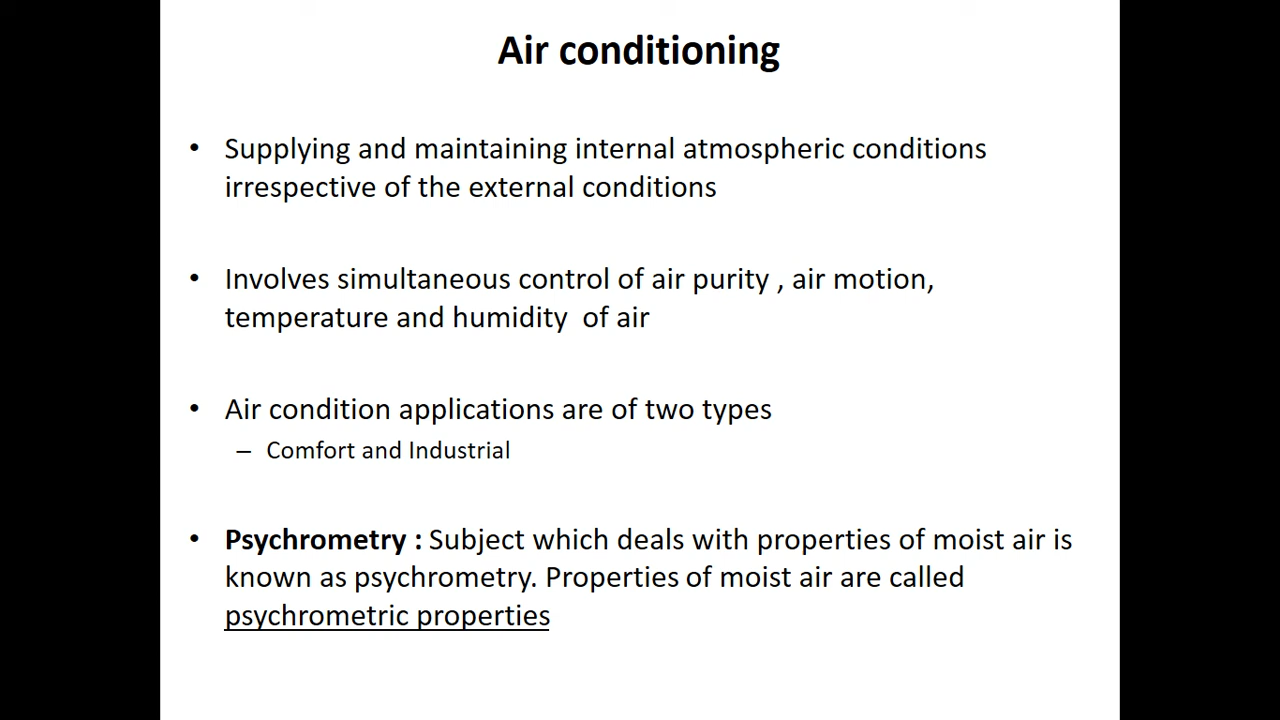 Air conditioning
• Supplying and maintaining internal atmospheric conditions
irrespective of the external conditions
• Involves simultaneous control of air purity , air motion,
temperature and humidity  of air
• Air condition applications are of two types
– Comfort and Industrial
• Psychrometry : Subject which deals with properties of moist air is
known as psychrometry. Properties of moist air are called
psychrometric properties